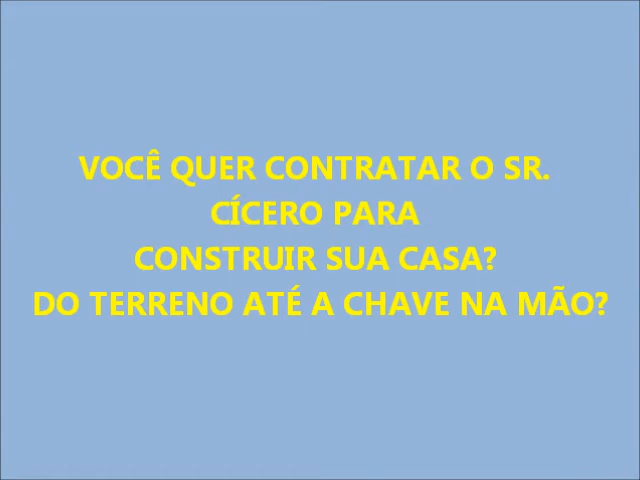 VOCÊ QUER CONTRATAR O SR.
CÍCERO PARA
CONSTRUIR SUA CASA?
DO TERRENO ATÉ A CHAVE NA MÃO?